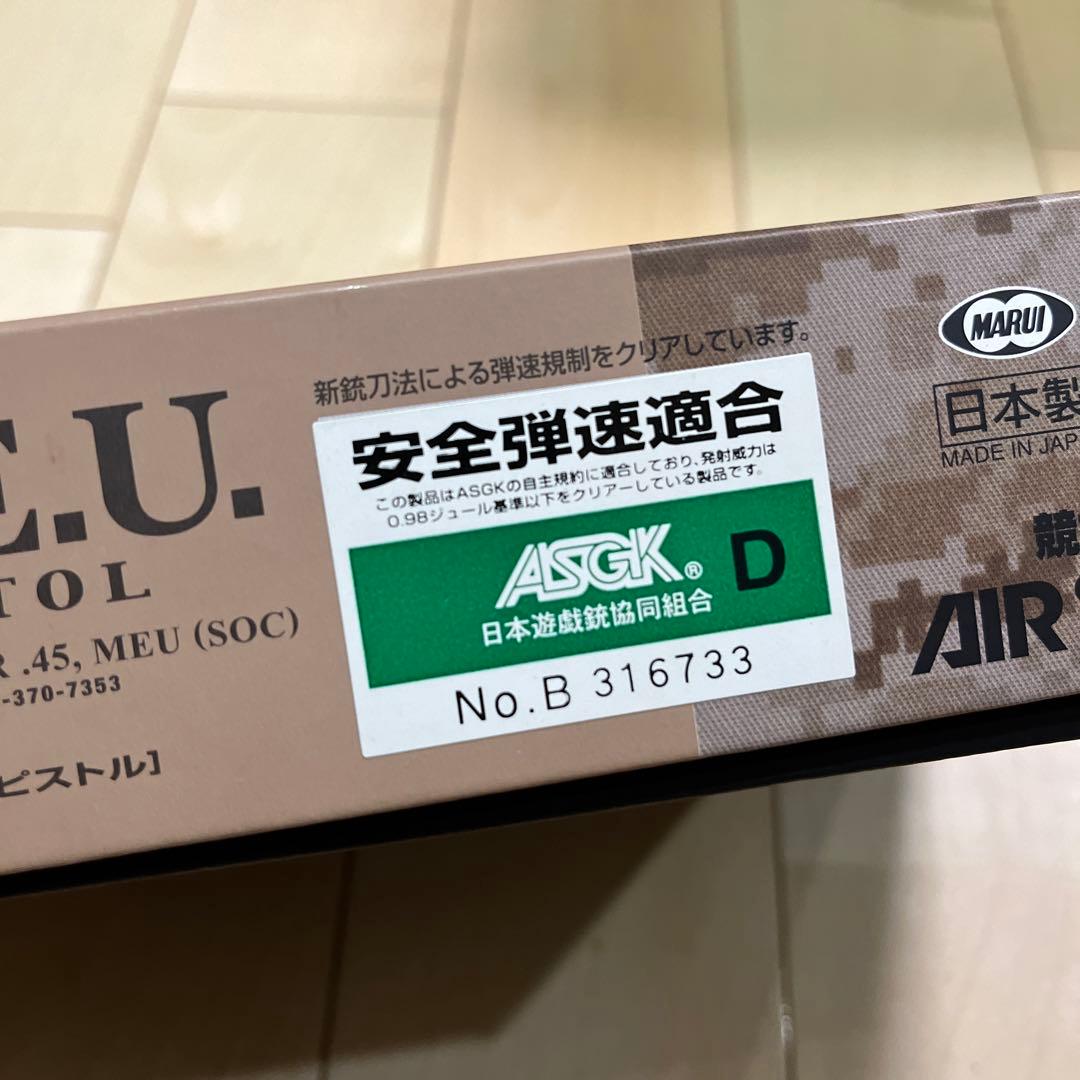 E.U.
TOL
R .45, MEU (SOC)
-370-7353
ピストル]
新銃刀法による弾速規制をクリアしています。
安全弾速適合
この製品はASGKの自主規約に適合しており、発射威力は
0.98ジュール基準以下をクリアーしている製品です。
ASGK® D
日本遊戯銃協同組合
No.B 316733
MARUI
日本製
MADE IN JAP
競
AIR